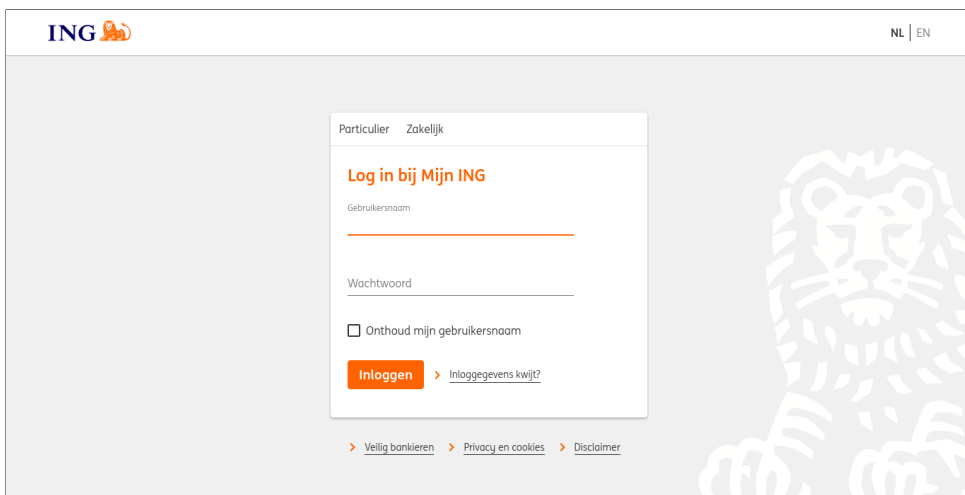 ING
NL | EN
Particulier Zakelijk
Log in bij Mijn ING
Gebruikersnaam
Wachtwoord
Onthoud mijn gebruikersnaam
Inloggen > Inloggegevens kwijt?
> Veilig bankieren > Privacy en cookies > Disclaimer